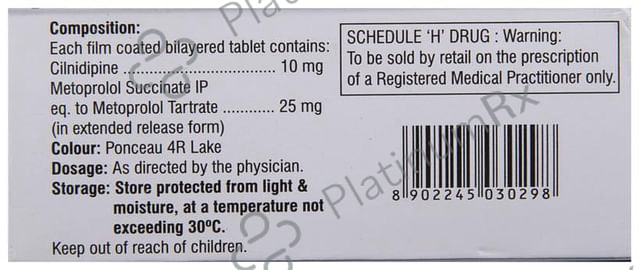 Composition:
Each film coated bilayered tablet contains:
Cilnidipine .................................. 10 mg
Metoprolol Succinate IP
eq. to Metoprolol Tartrate ............ 25 mg
(in extended release form)
Colour: Ponceau 4R Lake
Dosage: As directed by the physician.
Storage: Store protected from light &
moisture, at a temperature not
exceeding 30ºC.
Keep out of reach of children.
SCHEDULE 'H' DRUG : Warning:
To be sold by retail on the prescription
of a Registered Medical Practitioner only.
8 902245 030298
PlatinumRx